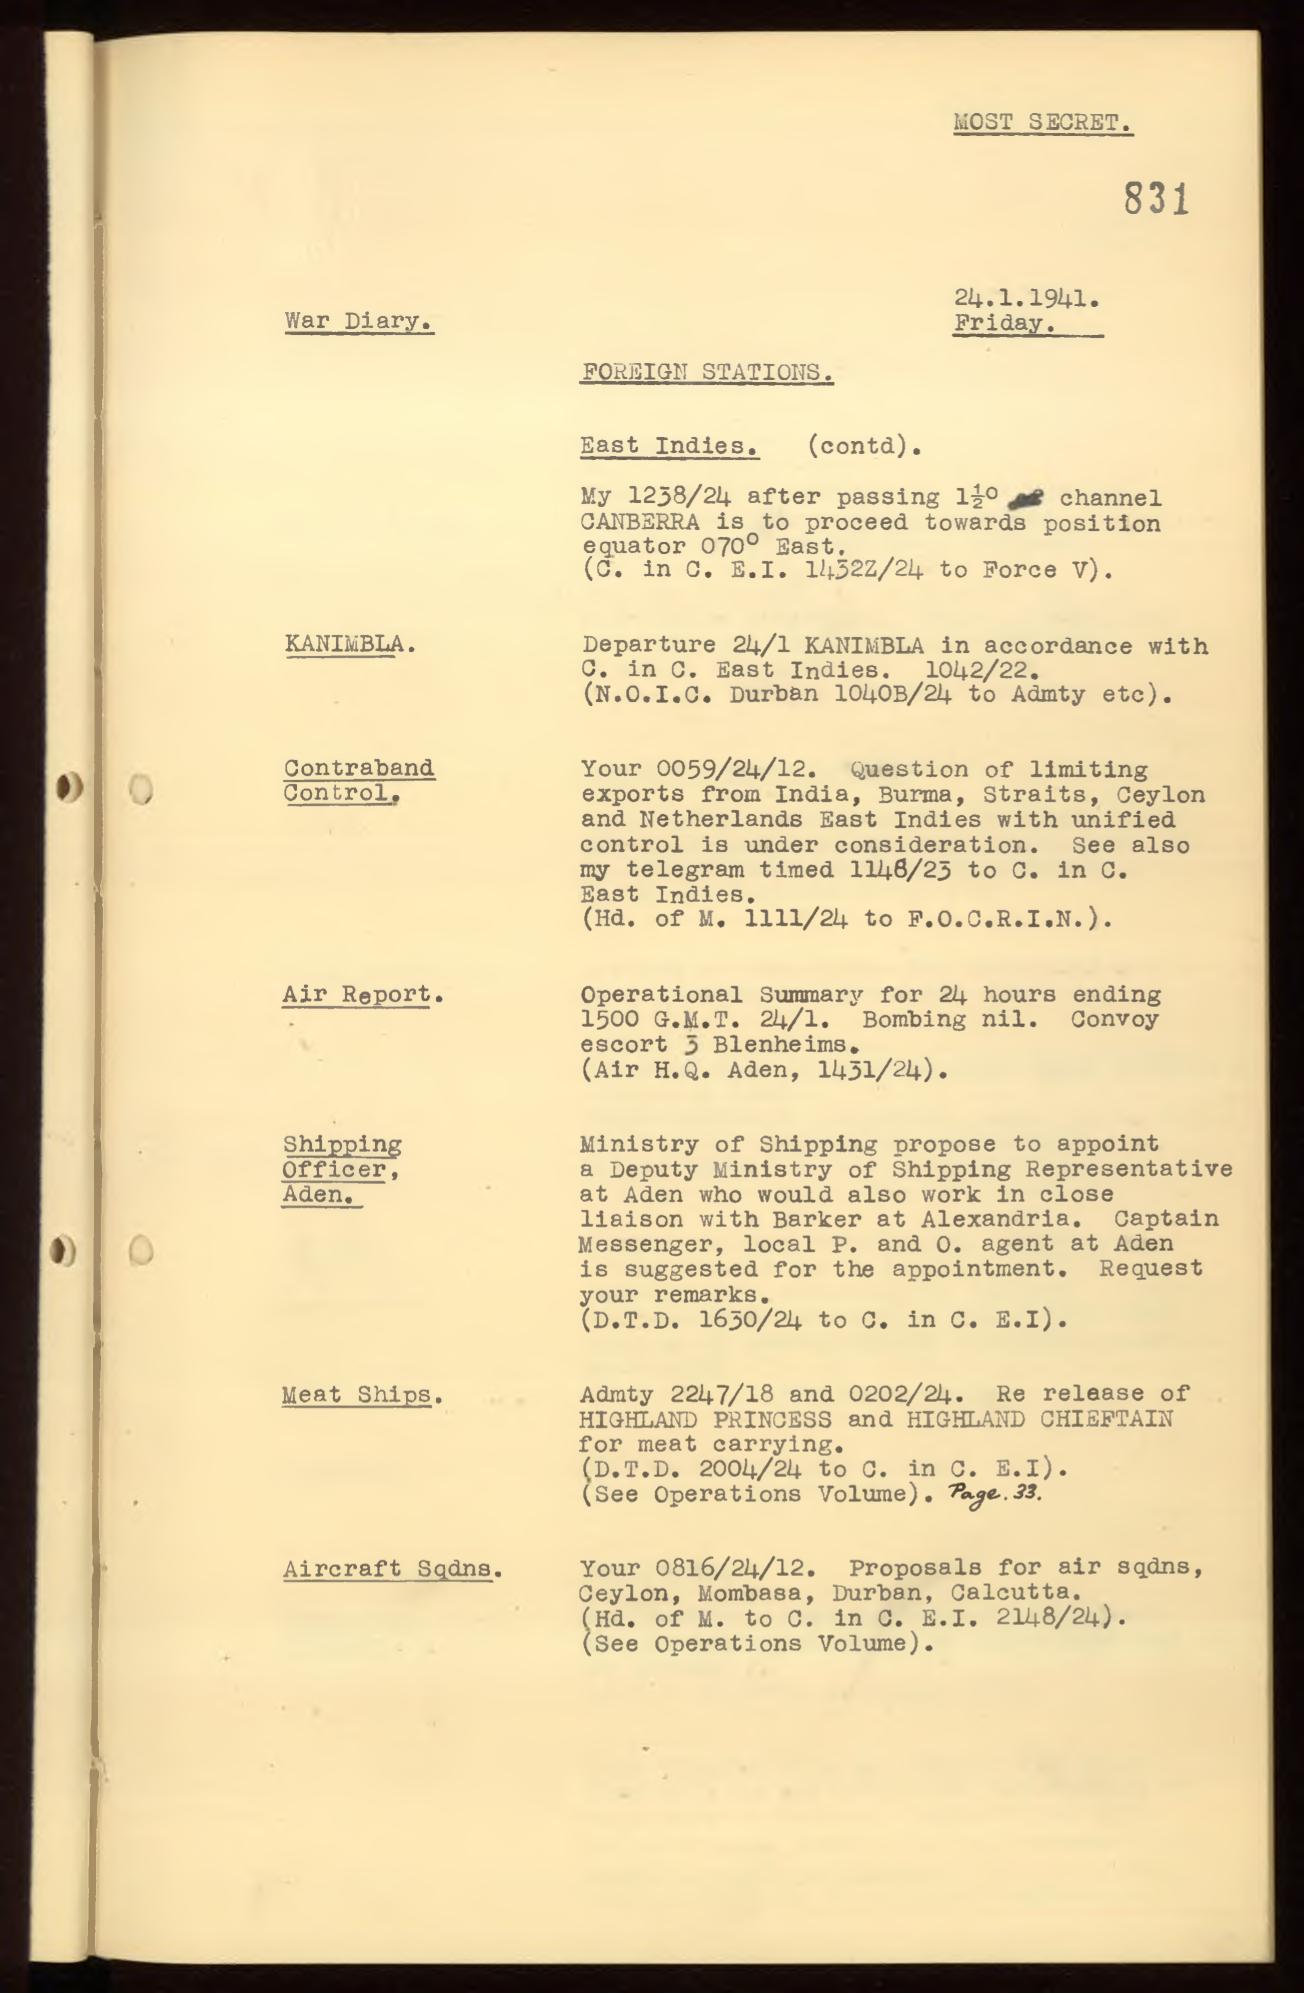 MOST SECRET.
831
24.1.1941.
War Diary.
Friday.
FOREIGN STATIONS.
East Indies. (contd).
My 1238/24 after passing 1½° channel
CANBERRA is to proceed towards position
equator 070° East.
(C. in C. E.I. 1432Z/24 to Force V).
KANIMBLA.
Departure 24/1 KANIMBLA in accordance with
C. in C. East Indies. 1042/22.
(N.O.I.C. Durban 1040B/24 to Admty etc).
Contraband
Control.
Your 0059/24/12. Question of limiting
exports from India, Burma, Straits, Ceylon
and Netherlands East Indies with unified
control is under consideration. See also
my telegram timed 1148/23 to C. in C.
East Indies.
(Hd. of M. 1111/24 to F.O.C.R.I.N.).
Air Report.
Operational Summary for 24 hours ending
1500 G.M.T. 24/1. Bombing nil. Convoy
escort 3 Blenheims.
(Air H.Q. Aden, 1431/24).
Shipping
Officer,
Aden.
Ministry of Shipping propose to appoint
a Deputy Ministry of Shipping Representative
at Aden who would also work in close
liaison with Barker at Alexandria. Captain
Messenger, local P. and O. agent at Aden
is suggested for the appointment. Request
your remarks.
(D.T.D. 1630/24 to C. in C. E.I).
Meat Ships.
Admty 2247/18 and 0202/24. Re release of
HIGHLAND PRINCESS and HIGHLAND CHIEFTAIN
for meat carrying.
(D.T.D. 2004/24 to C. in C. E.I).
(See Operations Volume). Page. 33.
Aircraft Sqdns.
Your 0816/24/12. Proposals for air sqdns,
Ceylon, Mombasa, Durban, Calcutta.
(Hd. of M. to C. in C. E.I. 2148/24).
(See Operations Volume).